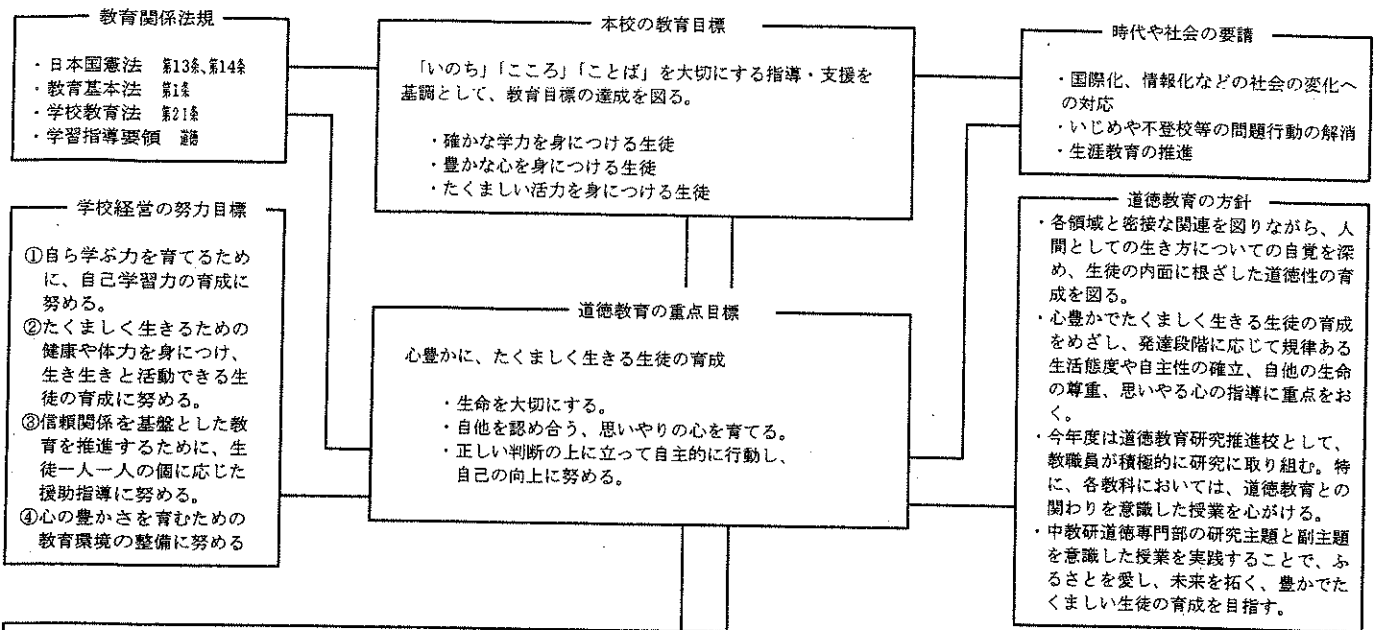 教育関係法規
・日本国憲法 第13条、第14条
・教育基本法 第1条
・学校教育法 第21条
・学習指導要領 道徳
本校の教育目標
「いのち」「こころ」「ことば」を大切にする指導・支援を
基調として、教育目標の達成を図る。
・確かな学力を身につける生徒
・豊かな心を身につける生徒
・たくましい活力を身につける生徒
時代や社会の要請
・国際化、情報化などの社会の変化へ
の対応
・いじめや不登校等の問題行動の解消
・生涯教育の推進
学校経営の努力目標
①自ら学ぶ力を育てるため
に、自己学習力の育成に
努める。
②たくましく生きるための
健康や体力を身につけ、
生き生きと活動できる生
徒の育成に努める。
③信頼関係を基盤とした教
育を推進するために、生
徒一人一人の個に応じた
援助指導に努める。
④心の豊かさを育むための
教育環境の整備に努める
道徳教育の重点目標
心豊かに、たくましく生きる生徒の育成
・生命を大切にする。
・自他を認め合う、思いやりの心を育てる。
・正しい判断の上に立って自主的に行動し、
自己の向上に努める。
道徳教育の方針
・各領域と密接な関連を図りながら、人
間としての生き方についての自覚を深
め、生徒の内面に根ざした道徳性の育
成を図る。
・心豊かでたくましく生きる生徒の育成
をめざし、発達段階に応じて規律ある
生活態度や自主性の確立、自他の生命
の尊重、思いやる心の指導に重点をお
く。
・今年度は道徳教育研究推進校として、
教職員が積極的に研究に取り組む。特
に、各教科においては、道徳教育との
関わりを意識した授業を心がける。
・中教研道徳専門部の研究主題と副主題
を意識した授業を実践することで、ふ
るさとを愛し、未来を拓く、豊かでた
くましい生徒の育成を目指す。